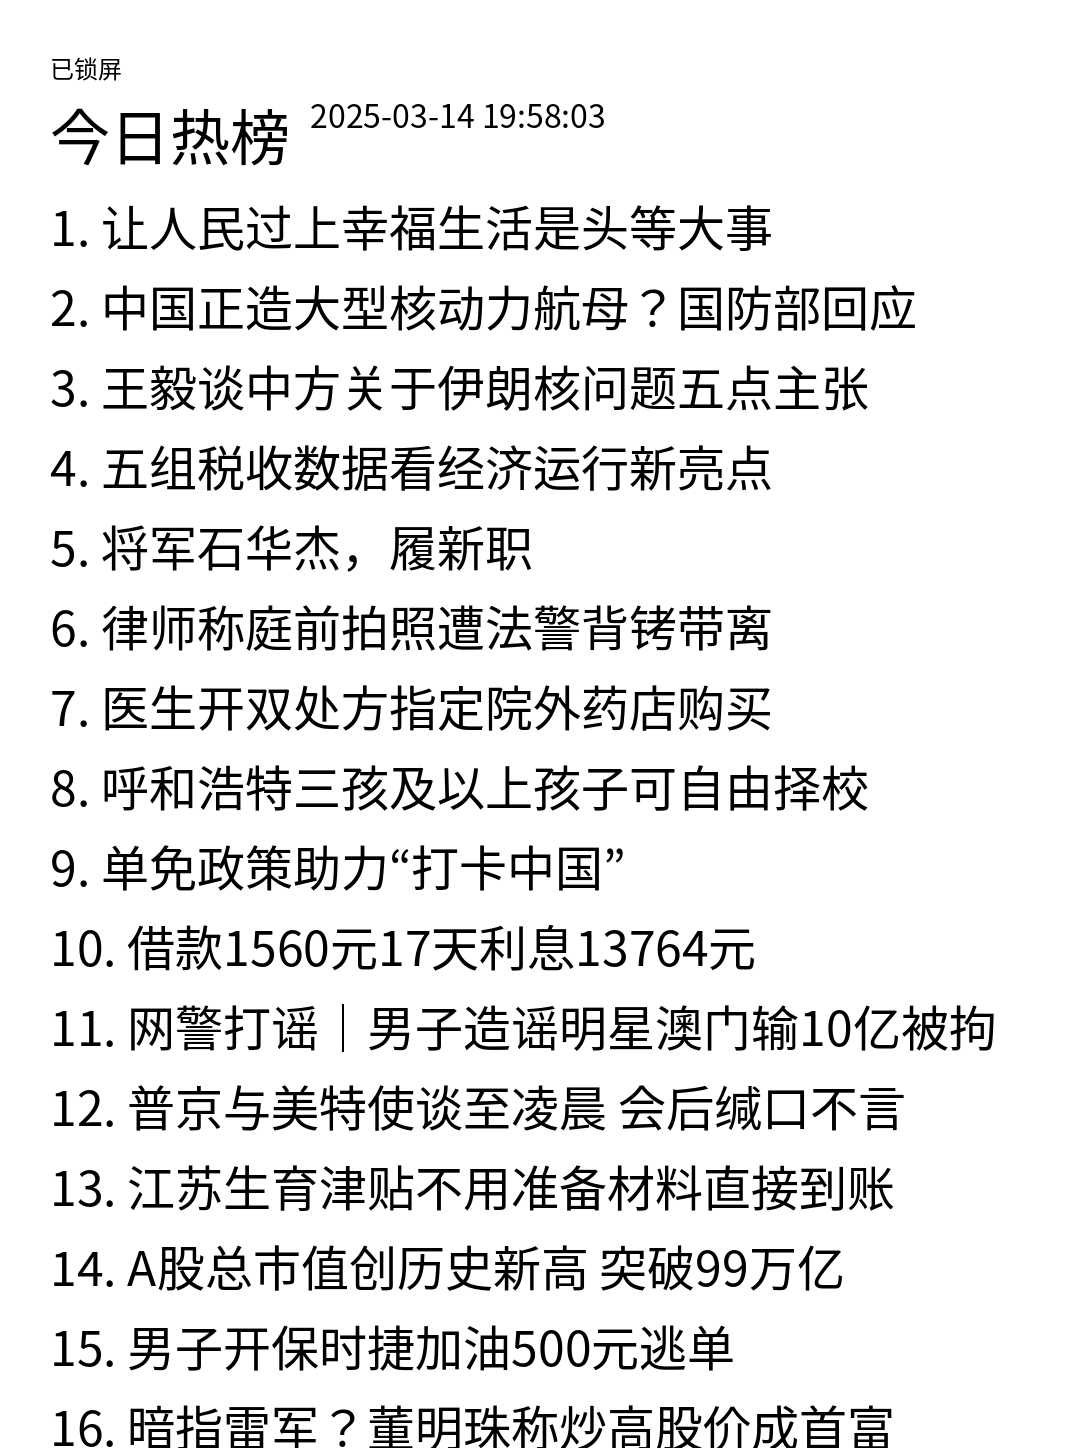 已锁屏
今日热榜 2025-03-14 19:58:03
1. 让人民过上幸福生活是头等大事
2. 中国正造大型核动力航母？国防部回应
3. 王毅谈中方关于伊朗核问题五点主张
4. 五组税收数据看经济运行新亮点
5. 将军石华杰，履新职
6. 律师称庭前拍照遭法警背铐带离
7. 医生开双处方指定院外药店购买
8. 呼和浩特三孩及以上孩子可自由择校
9. 单免政策助力“打卡中国”
10. 借款1560元17天利息13764元
11. 网警打谣｜男子造谣明星澳门输10亿被拘
12. 普京与美特使谈至凌晨 会后缄口不言
13. 江苏生育津贴不用准备材料直接到账
14. A股总市值创历史新高 突破99万亿
15. 男子开保时捷加油500元逃单
16. 暗指雷军？董明珠称炒高股价成首富